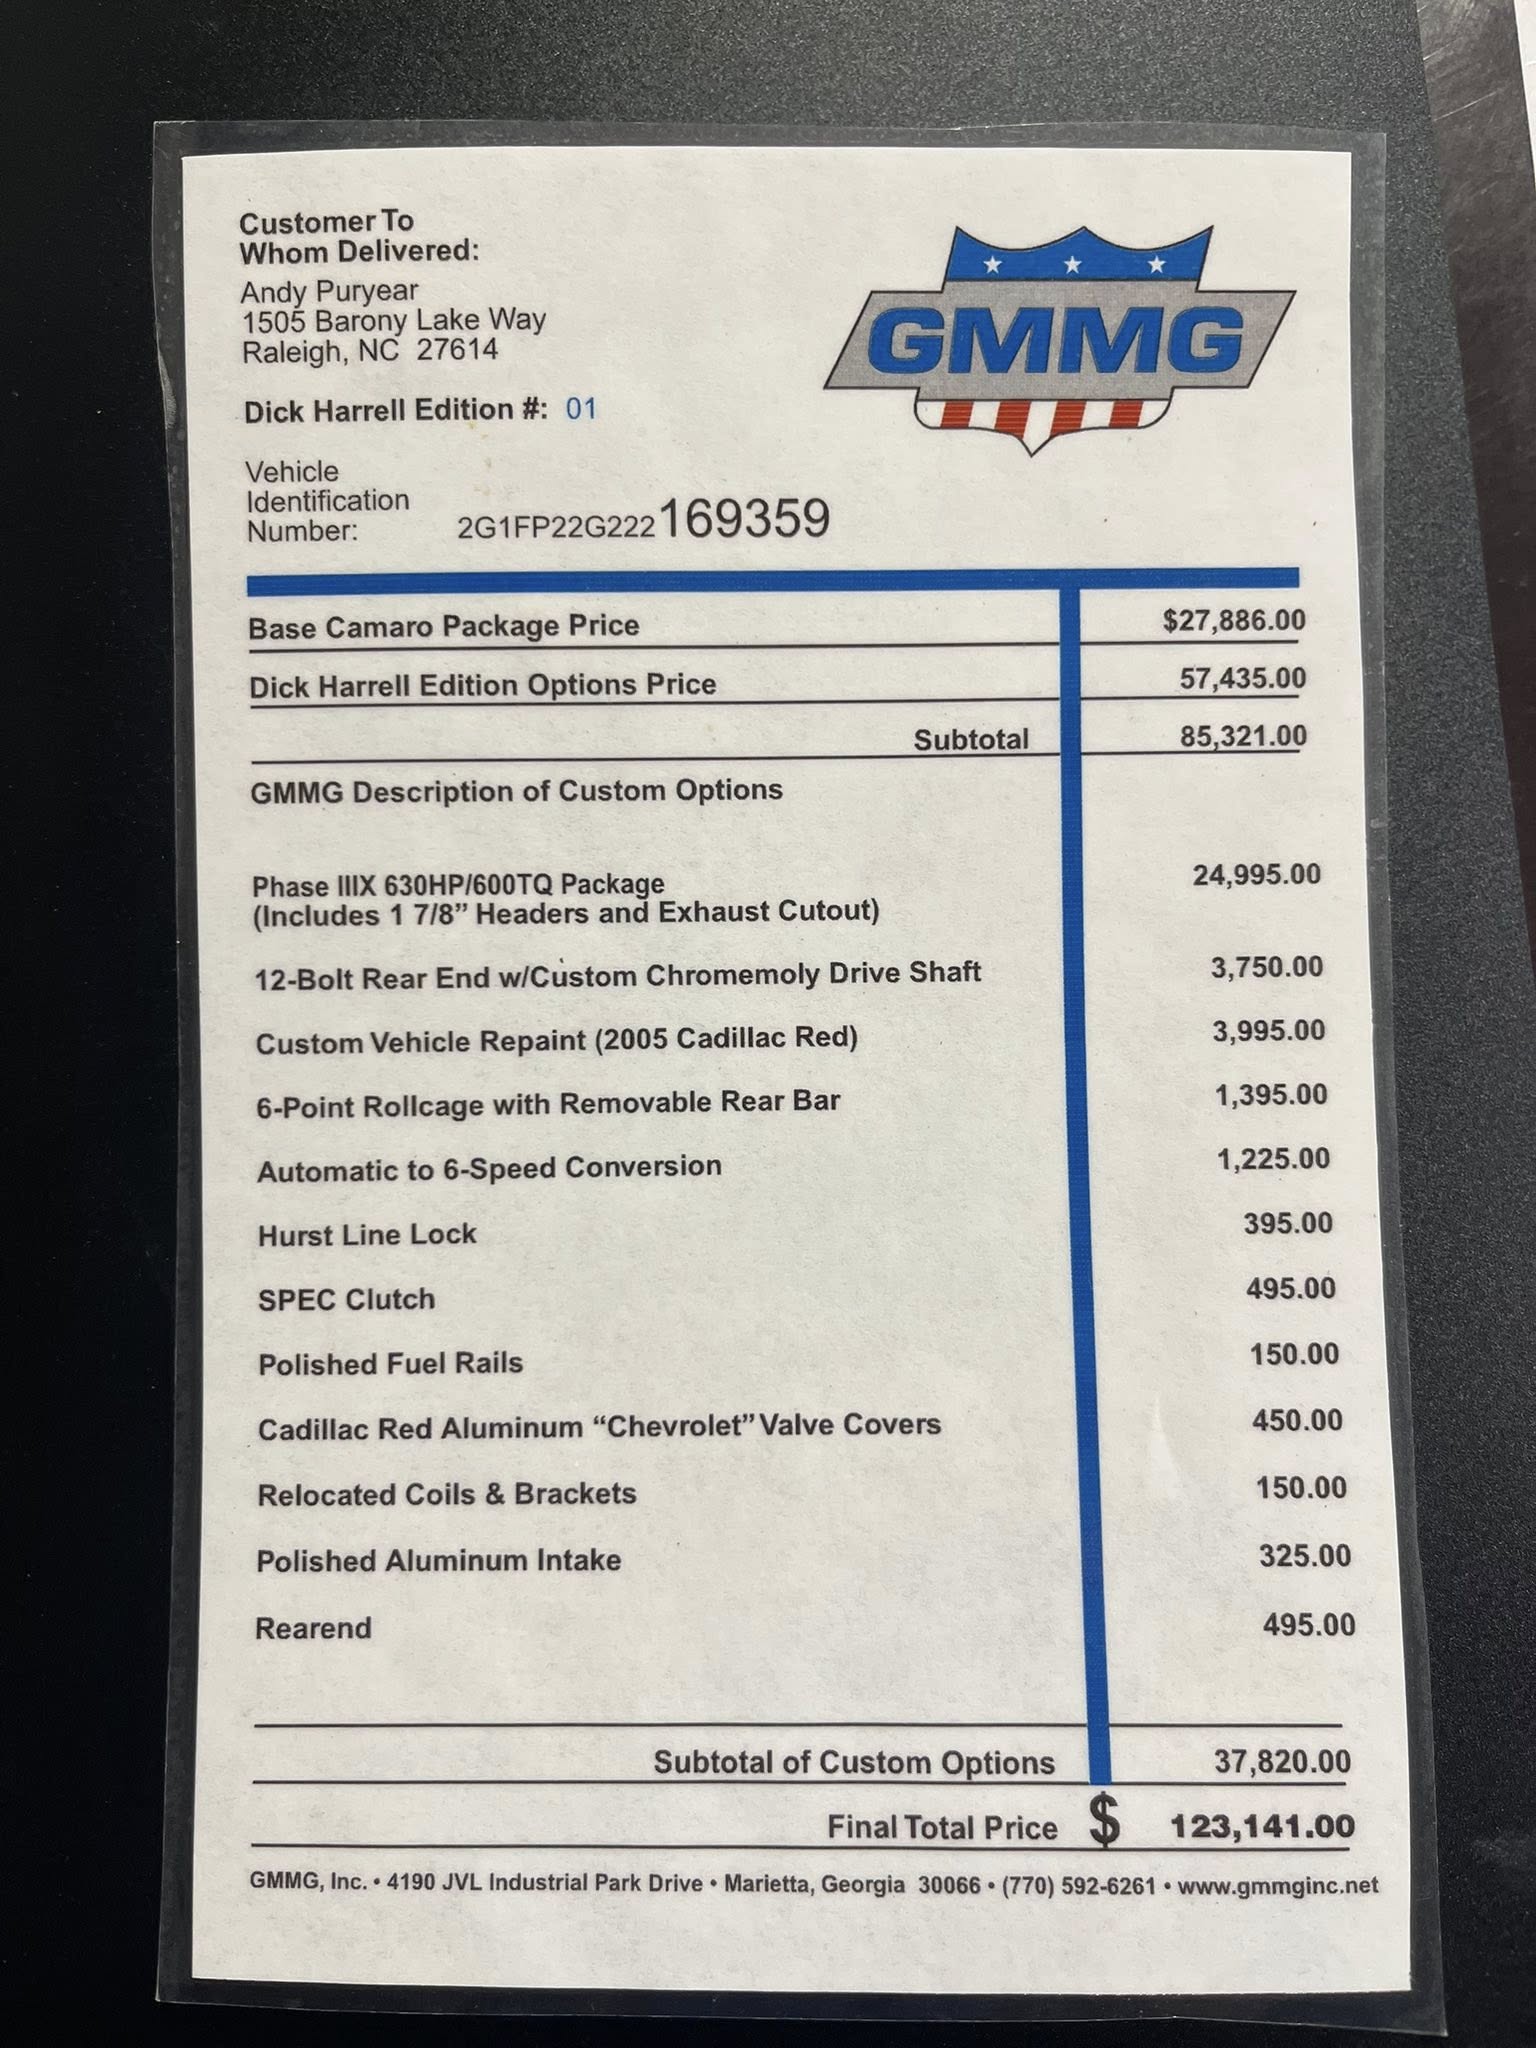 Customer To
Whom Delivered:
Andy Puryear
1505 Barony Lake Way
Raleigh, NC 27614
GMMG
Dick Harrell Edition #: 01
Vehicle
Identification
Number: 2G1FP22G222169359
Base Camaro Package Price $27,886.00
Dick Harrell Edition Options Price 57,435.00
Subtotal 85,321.00
GMMG Description of Custom Options
Phase IIIX 630HP/600TQ Package 24,995.00
(Includes 1 7/8” Headers and Exhaust Cutout)
12-Bolt Rear End w/Custom Chromemoly Drive Shaft 3,750.00
Custom Vehicle Repaint (2005 Cadillac Red) 3,995.00
6-Point Rollcage with Removable Rear Bar 1,395.00
Automatic to 6-Speed Conversion 1,225.00
Hurst Line Lock 395.00
SPEC Clutch 495.00
Polished Fuel Rails 150.00
Cadillac Red Aluminum “Chevrolet” Valve Covers 450.00
Relocated Coils & Brackets 150.00
Polished Aluminum Intake 325.00
Rearend 495.00
Subtotal of Custom Options 37,820.00
Final Total Price $ 123,141.00
GMMG, Inc. • 4190 JVL Industrial Park Drive • Marietta, Georgia 30066 • (770) 592-6261 • www.gmmginc.net